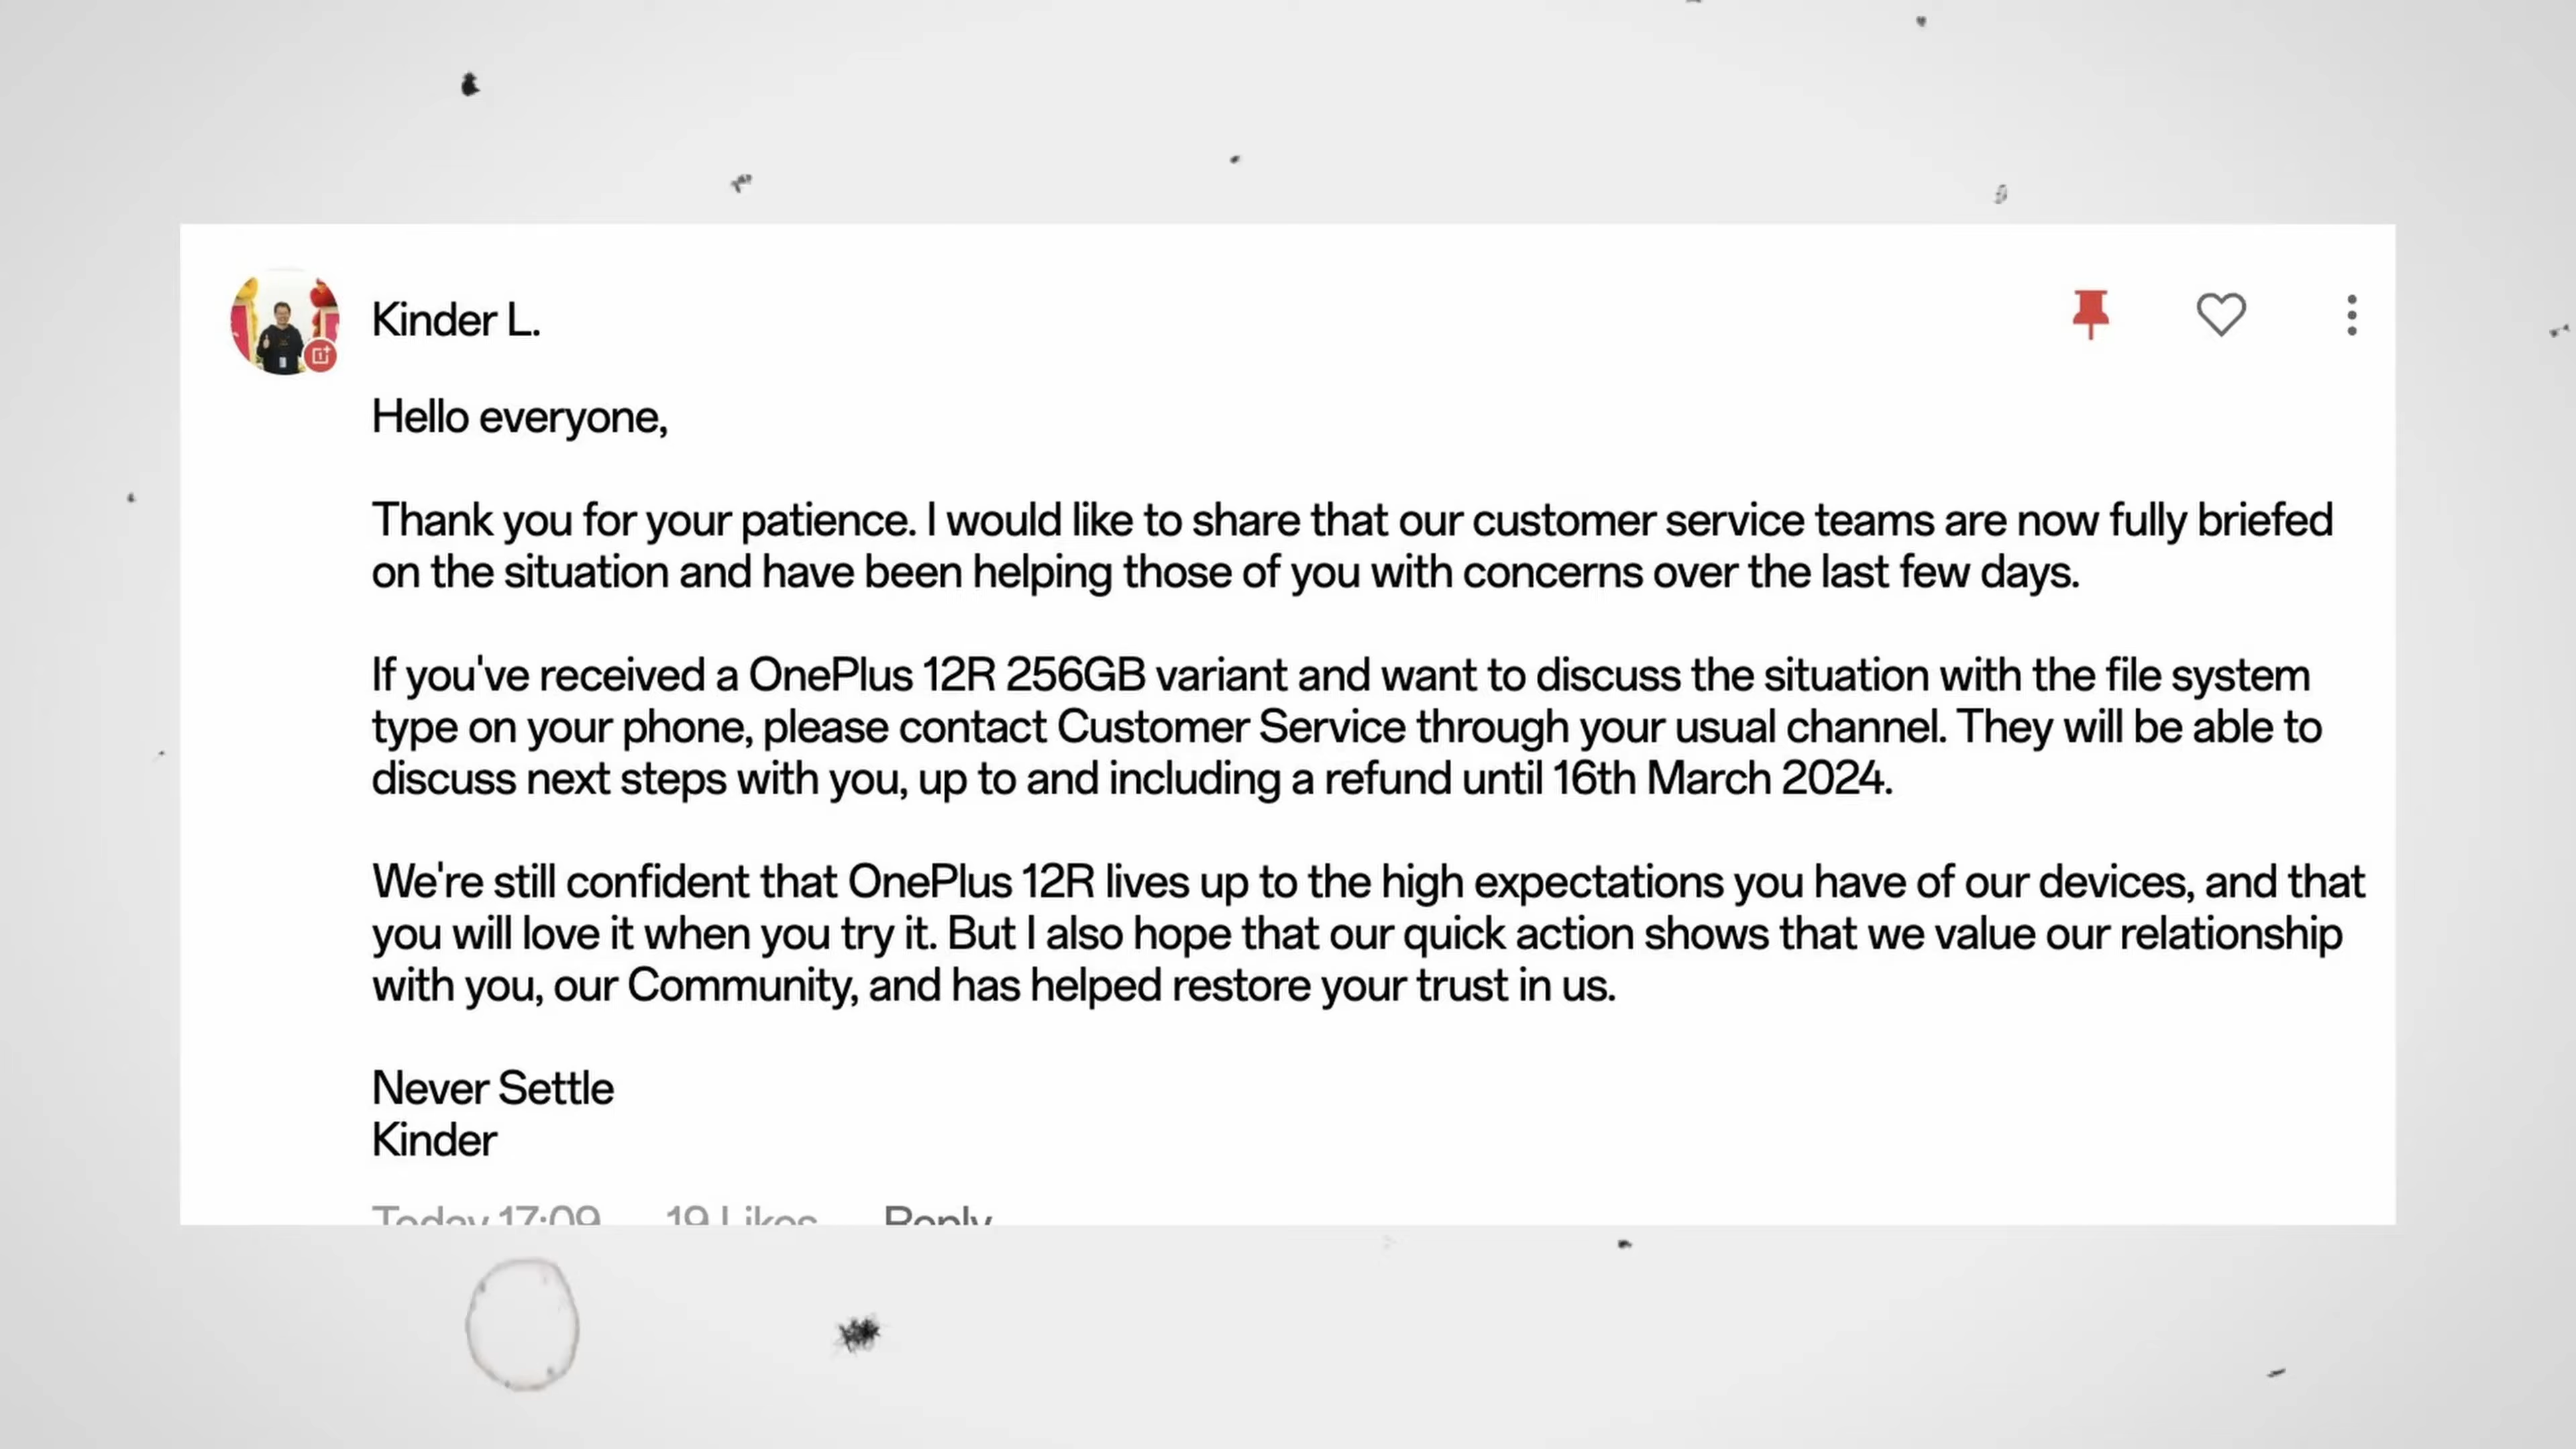 Kinder L.
Hello everyone,
Thank you for your patience. I would like to share that our customer service teams are now fully briefed
on the situation and have been helping those of you with concerns over the last few days.
If you've received a OnePlus 12R 256GB variant and want to discuss the situation with the file system
type on your phone, please contact Customer Service through your usual channel. They will be able to
discuss next steps with you, up to and including a refund until 16th March 2024.
We're still confident that OnePlus 12R lives up to the high expectations you have of our devices, and that
you will love it when you try it. But I also hope that our quick action shows that we value our relationship
with you, our Community, and has helped restore your trust in us.
Never Settle
Kinder
Today 17:09 19 Likes Reply